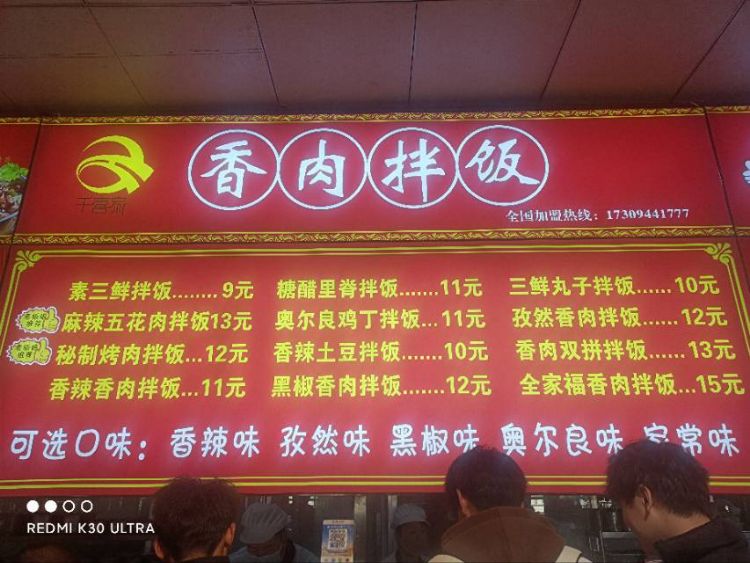 香肉拌饭
千喜希
全国加盟热线：17309441777
素三鲜拌饭........9元 糖醋里脊拌饭.......11元 三鲜丸子拌饭......10元
麻辣五花肉拌饭13元 奥尔良鸡丁拌饭...11元 孜然香肉拌饭.......12元
秘制烤肉拌饭...12元 香辣土豆拌饭.......10元 香肉双拼拌饭......13元
香辣香肉拌饭...11元 黑椒香肉拌饭.......12元 全家福香肉拌饭...15元
可选口味：香辣味 孜然味 黑椒味 奥尔良味 家常味
REDMI K30 ULTRA